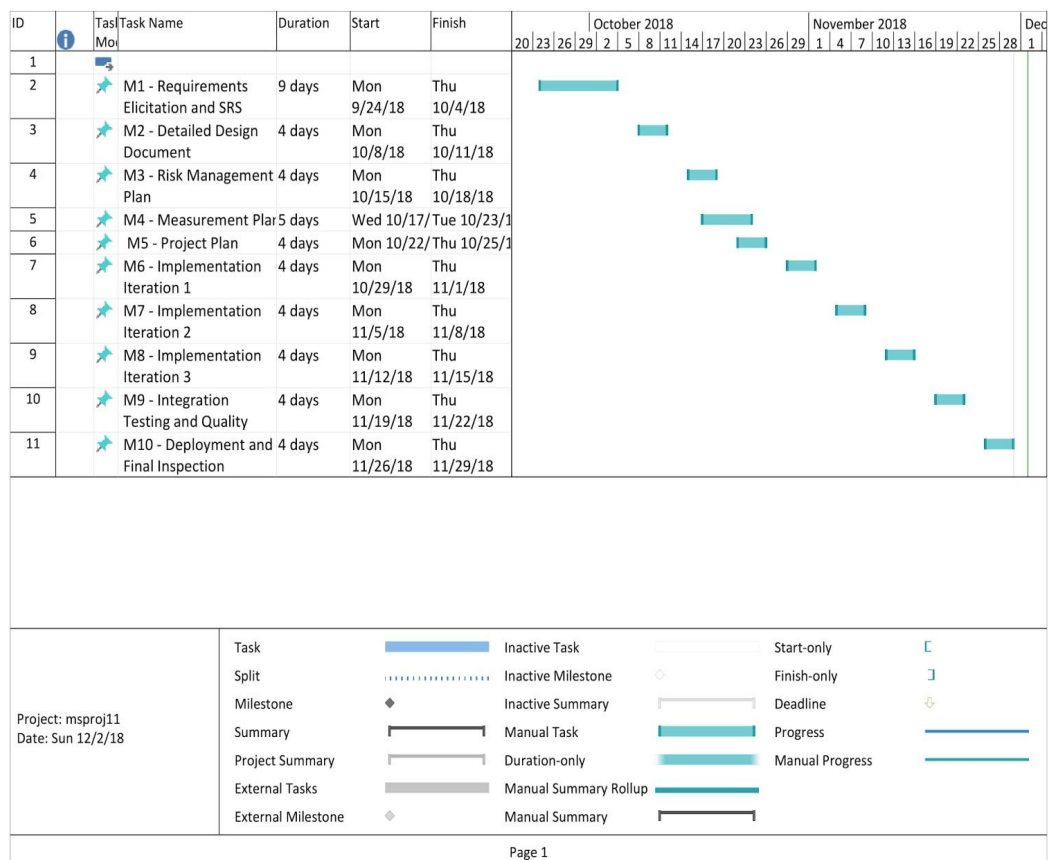 ID Task Mod Task Name Duration Start Finish October 2018 November 2018 Dec
20 23 26 29 2 5 8 11 14 17 20 23 26 29 1 4 7 10 13 16 19 22 25 28 1
1
2 M1 - Requirements 9 days Mon Thu
Elicitation and SRS 9/24/18 10/4/18
3 M2 - Detailed Design 4 days Mon Thu
Document 10/8/18 10/11/18
4 M3 - Risk Management 4 days Mon Thu
Plan 10/15/18 10/18/18
5 M4 - Measurement Plan 5 days Wed 10/17/ Tue 10/23/1
6 M5 - Project Plan 4 days Mon 10/22/ Thu 10/25/1
7 M6 - Implementation 4 days Mon Thu
Iteration 1 10/29/18 11/1/18
8 M7 - Implementation 4 days Mon Thu
Iteration 2 11/5/18 11/8/18
9 M8 - Implementation 4 days Mon Thu
Iteration 3 11/12/18 11/15/18
10 M9 - Integration 4 days Mon Thu
Testing and Quality 11/19/18 11/22/18
11 M10 - Deployment and 4 days Mon Thu
Final Inspection 11/26/18 11/29/18
Project: msproj11
Date: Sun 12/2/18
Task Inactive Task Start-only
Split Inactive Milestone Finish-only
Milestone Inactive Summary Deadline
Summary Manual Task Progress
Project Summary Duration-only Manual Progress
External Tasks Manual Summary Rollup
External Milestone Manual Summary
Page 1